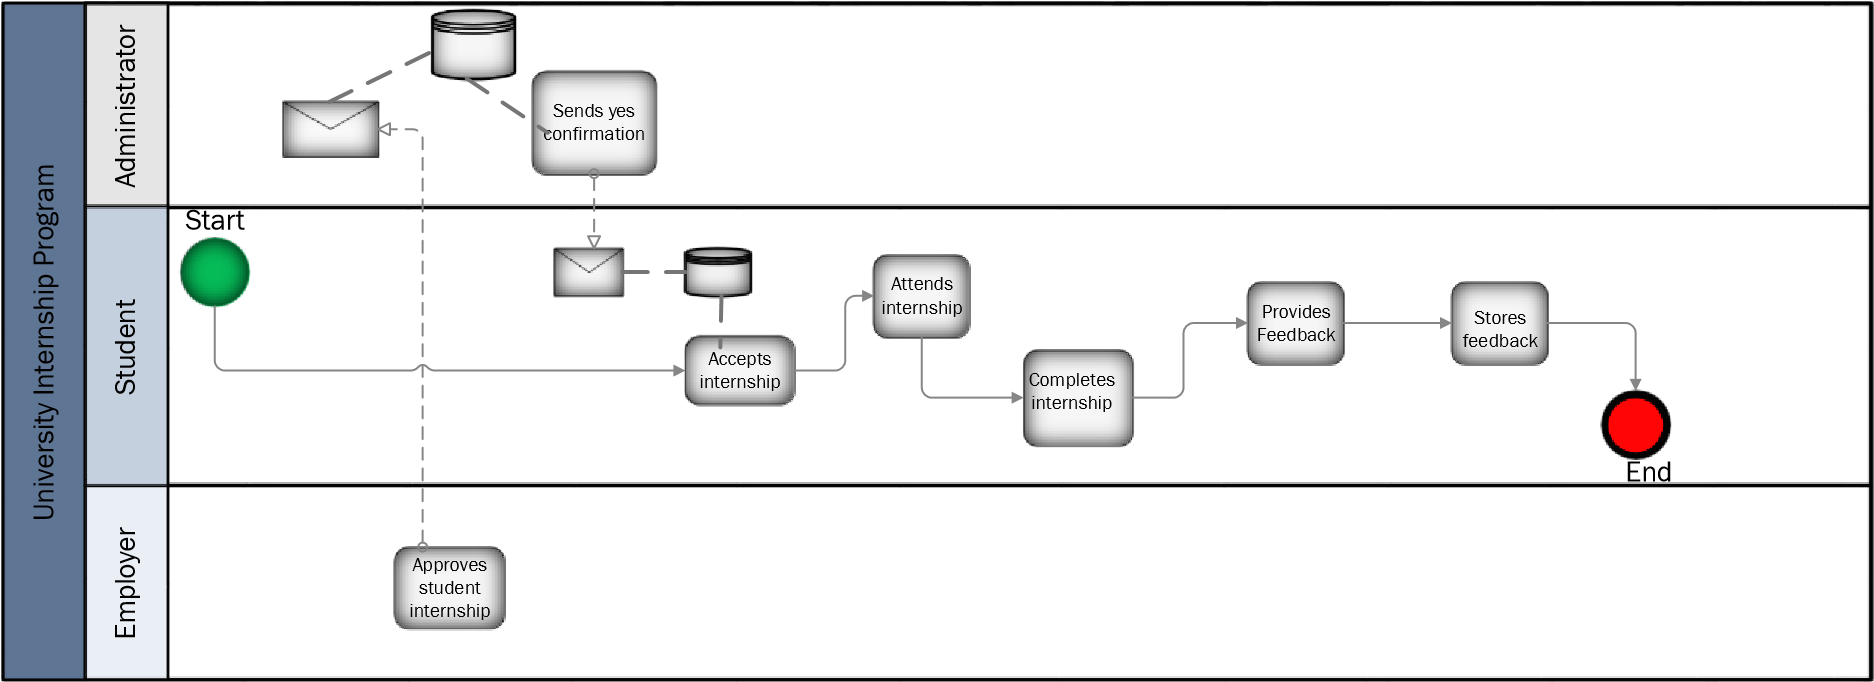 University Internship Program
Administrator
Sends yes
confirmation
Student
Start
Accepts
internship
Attends
internship
Completes
internship
Provides
Feedback
Stores
feedback
End
Employer
Approves
student
internship